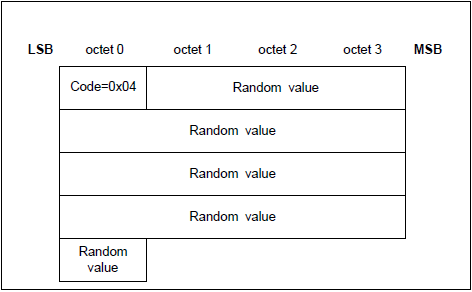 LSB octet 0 octet 1 octet 2 octet 3 MSB
Code=0x04 Random value
Random value
Random value
Random value
Random
value